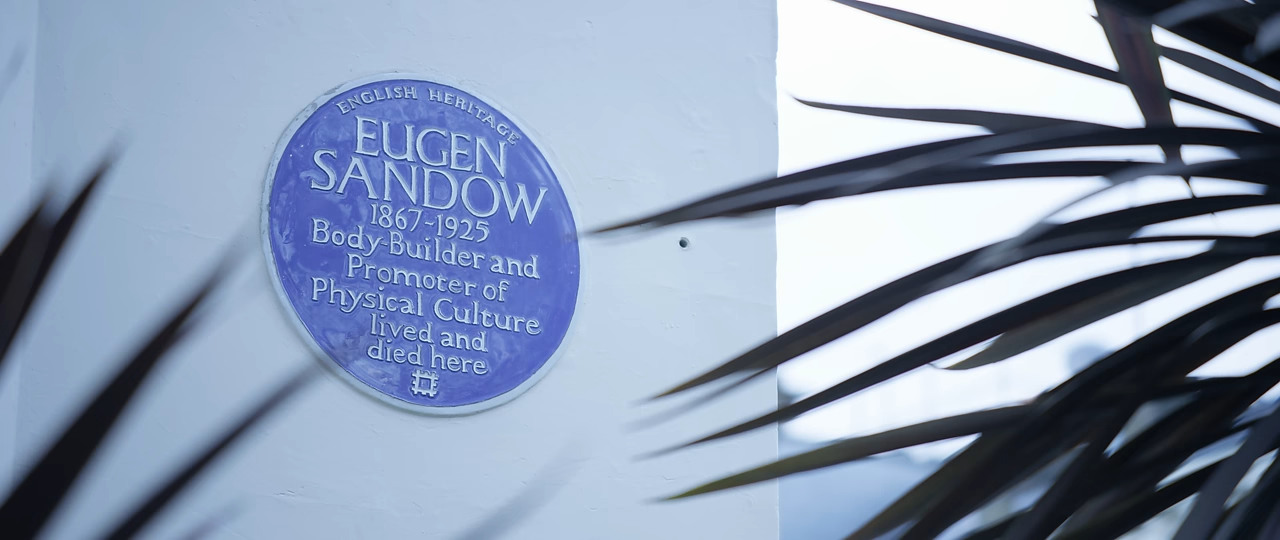 ENGLISH HERITAGE
EUGEN
SANDOW
1867-1925
Body-Builder and
Promoter of
Physical Culture
lived and
died here